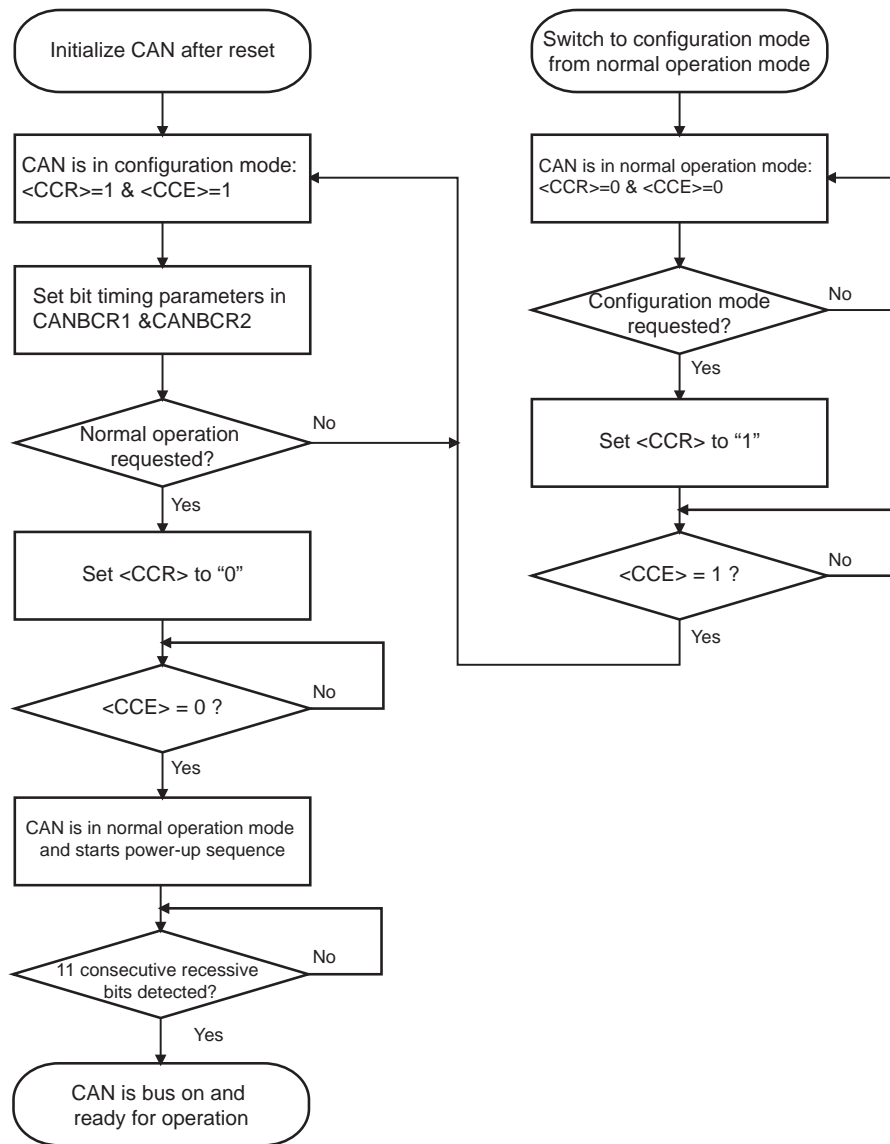 Initialize CAN after reset
CAN is in configuration mode:
<CCR>=1 & <CCE>=1
Set bit timing parameters in
CANBCR1 &CANBCR2
Normal operation
requested?
No
Yes
Set <CCR> to “0”
<CCE> = 0 ?
No
Yes
CAN is in normal operation mode
and starts power-up sequence
11 consecutive recessive
bits detected?
No
Yes
CAN is bus on and
ready for operation
Switch to configuration mode
from normal operation mode
CAN is in normal operation mode:
<CCR>=0 & <CCE>=0
Configuration mode
requested?
No
Yes
Set <CCR> to “1”
<CCE> = 1 ?
No
Yes